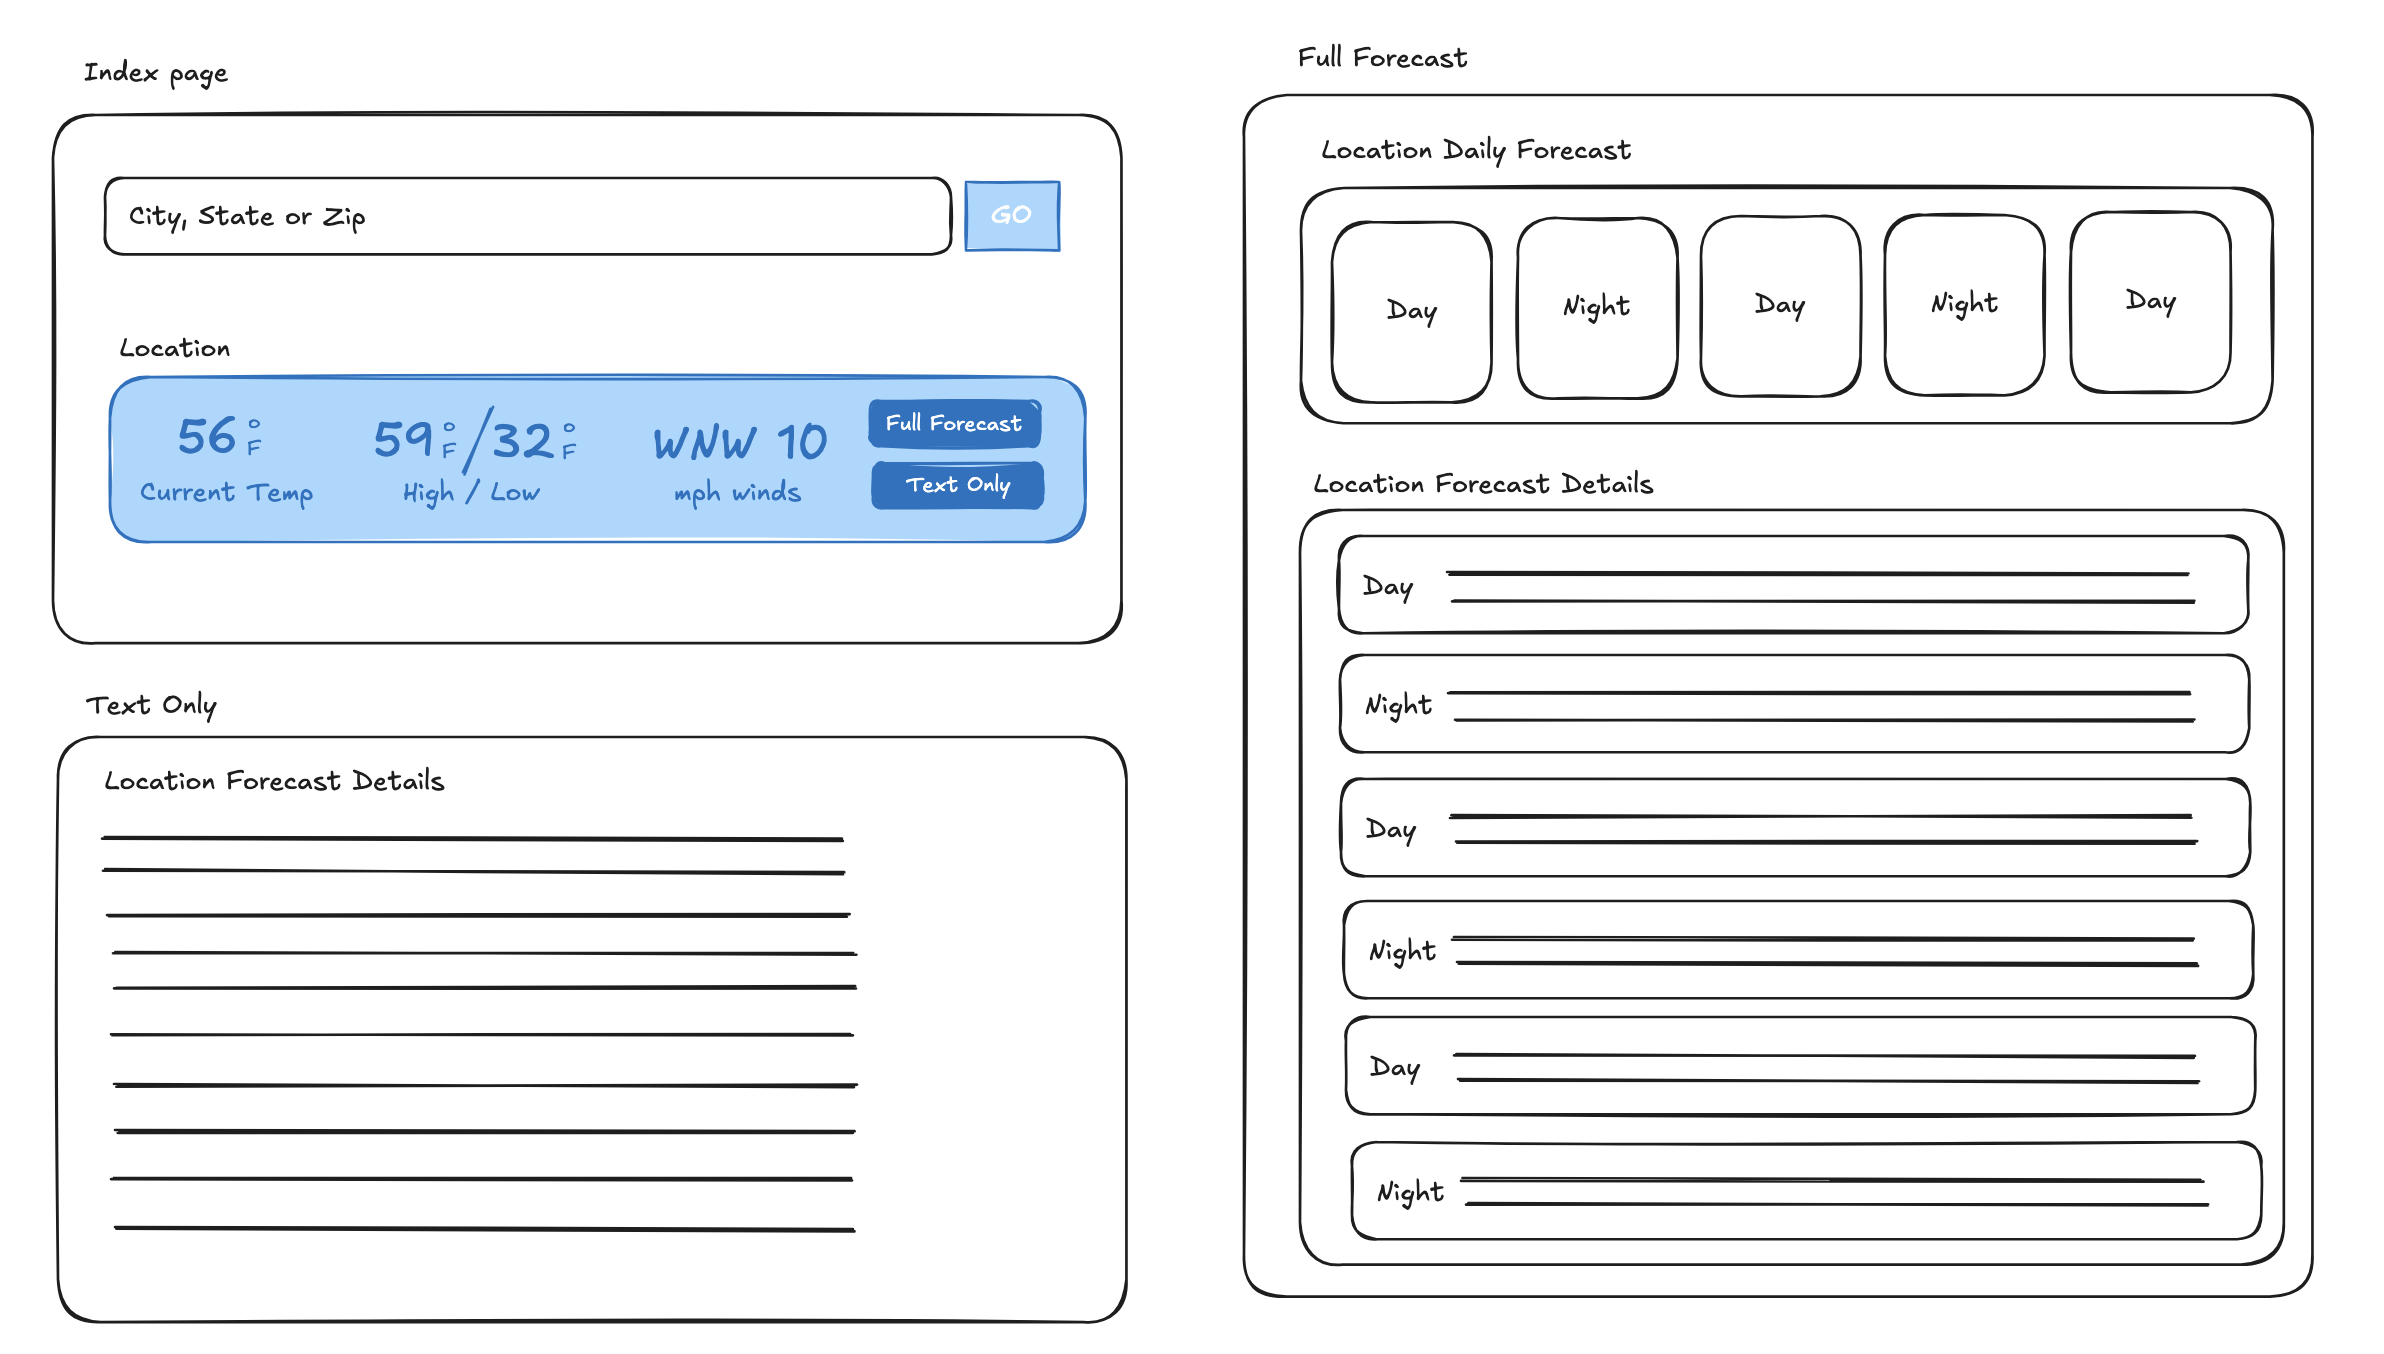 Index page
City, State or Zip
GO
Location
56 °F
59 °F / 32 °F
WNW 10
Current Temp
High / Low
mph winds
Full Forecast
Text Only
Text Only
Location Forecast Details
Full Forecast
Location Daily Forecast
Day
Night
Day
Night
Day
Location Forecast Details
Day
Night
Day
Night
Day
Night